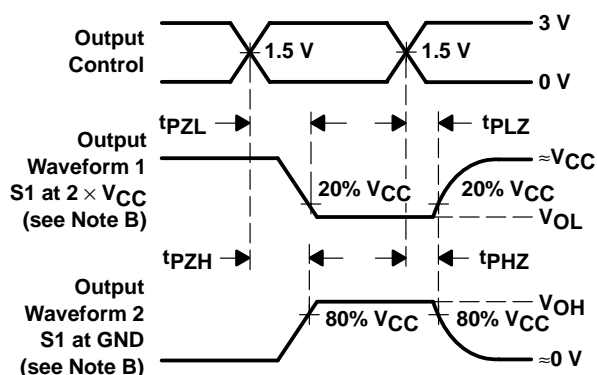 Output
Control
1.5 V
1.5 V
3 V
0 V
tPZL
tPLZ
Output
Waveform 1
S1 at 2 × VCC
(see Note B)
20% VCC
20% VCC
≈VCC
VOL
tPZH
tPHZ
Output
Waveform 2
S1 at GND
(see Note B)
80% VCC
80% VCC
VOH
≈0 V